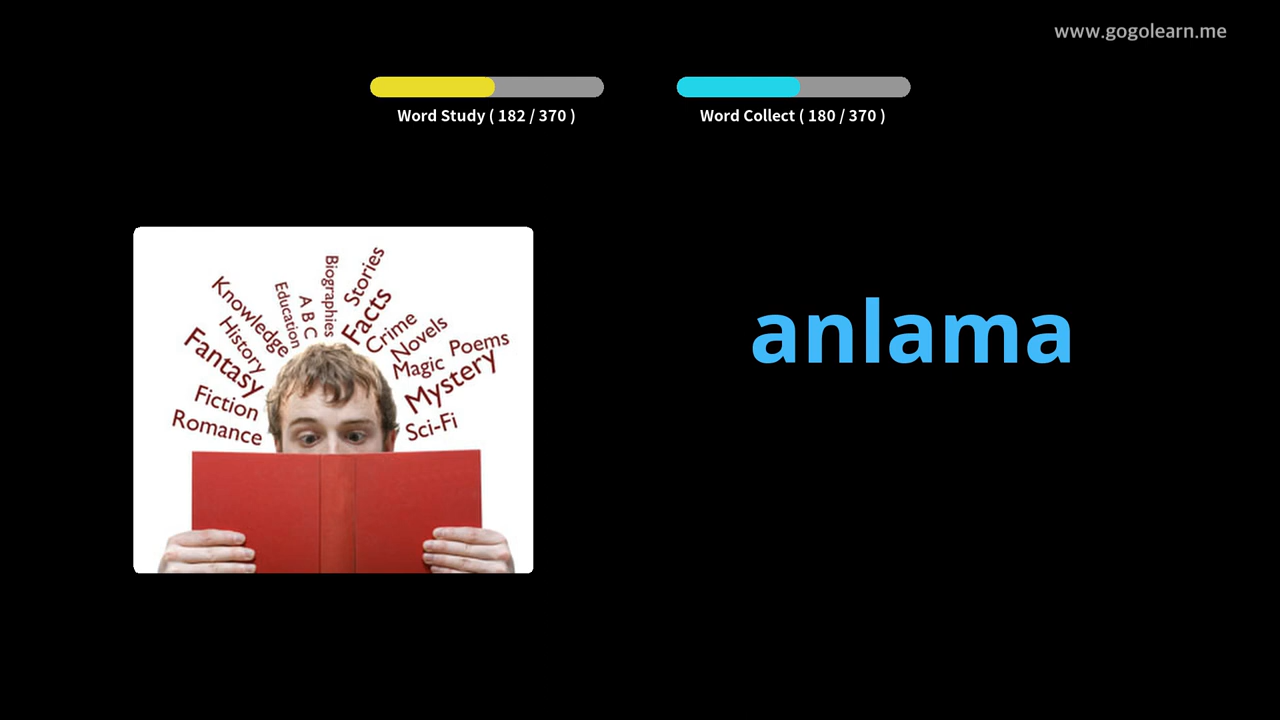 www.gogolearn.me
Word Study ( 182 / 370 )
Word Collect ( 180 / 370 )
Biographies
Stories
Education
A B C
Facts
Knowledge
Crime
History
Novels
Poems
Fantasy
Magic
Mystery
Fiction
Romance
Sci-Fi
anlama